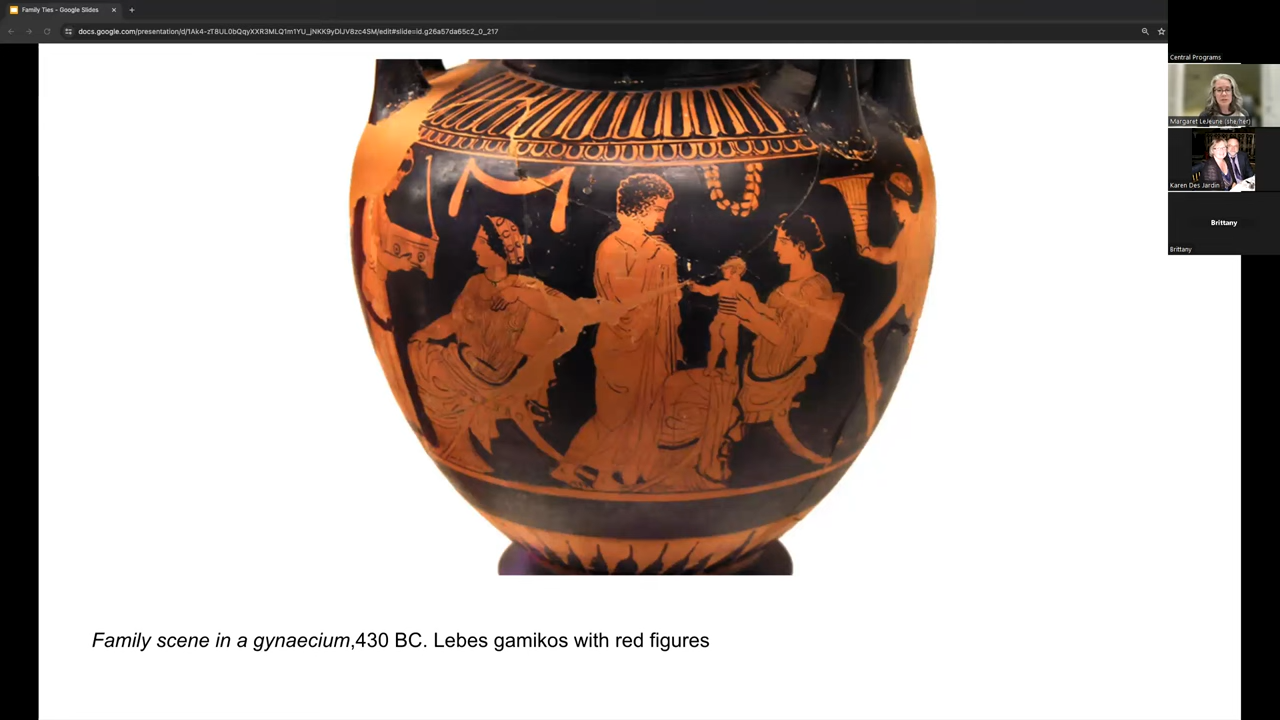 Family Ties - Google Slides
docs.google.com/presentation/d/1Ak4-zT8UL0bQqyXXR3MLQ1m1YU_jNKK9yDlJV8zc4SM/edit#slide=id.g26a57da65c2_0_217
Central Programs
Margaret LeJeune (she/her)
Karen Des Jardin
Brittany
Brittany
Family scene in a gynaecium,430 BC. Lebes gamikos with red figures